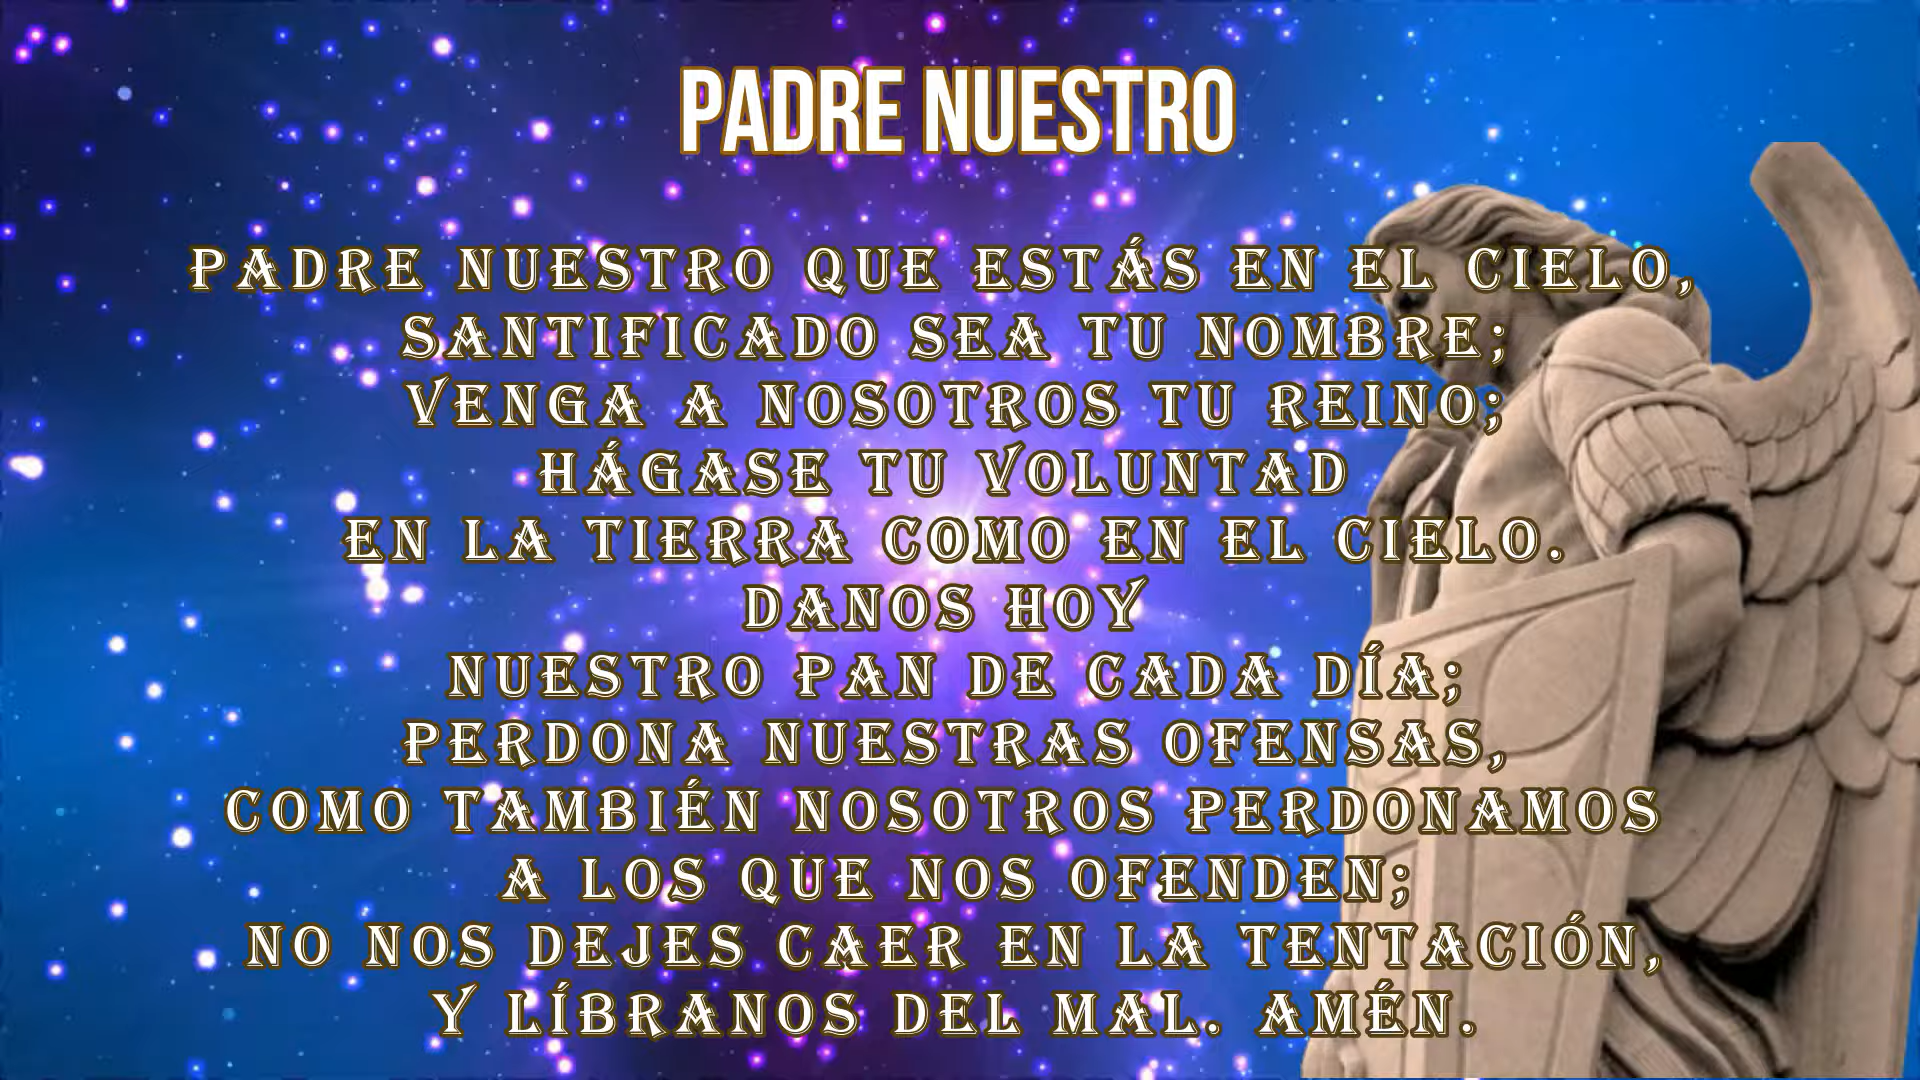 PADRE NUESTRO
PADRE NUESTRO QUE ESTÁS EN EL CIELO,
SANTIFICADO SEA TU NOMBRE;
VENGA A NOSOTROS TU REINO;
HÁGASE TU VOLUNTAD
EN LA TIERRA COMO EN EL CIELO.
DANOS HOY
NUESTRO PAN DE CADA DÍA;
PERDONA NUESTRAS OFENSAS,
COMO TAMBIÉN NOSOTROS PERDONAMOS
A LOS QUE NOS OFENDEN;
NO NOS DEJES CAER EN LA TENTACIÓN,
Y LÍBRANOS DEL MAL. AMÉN.